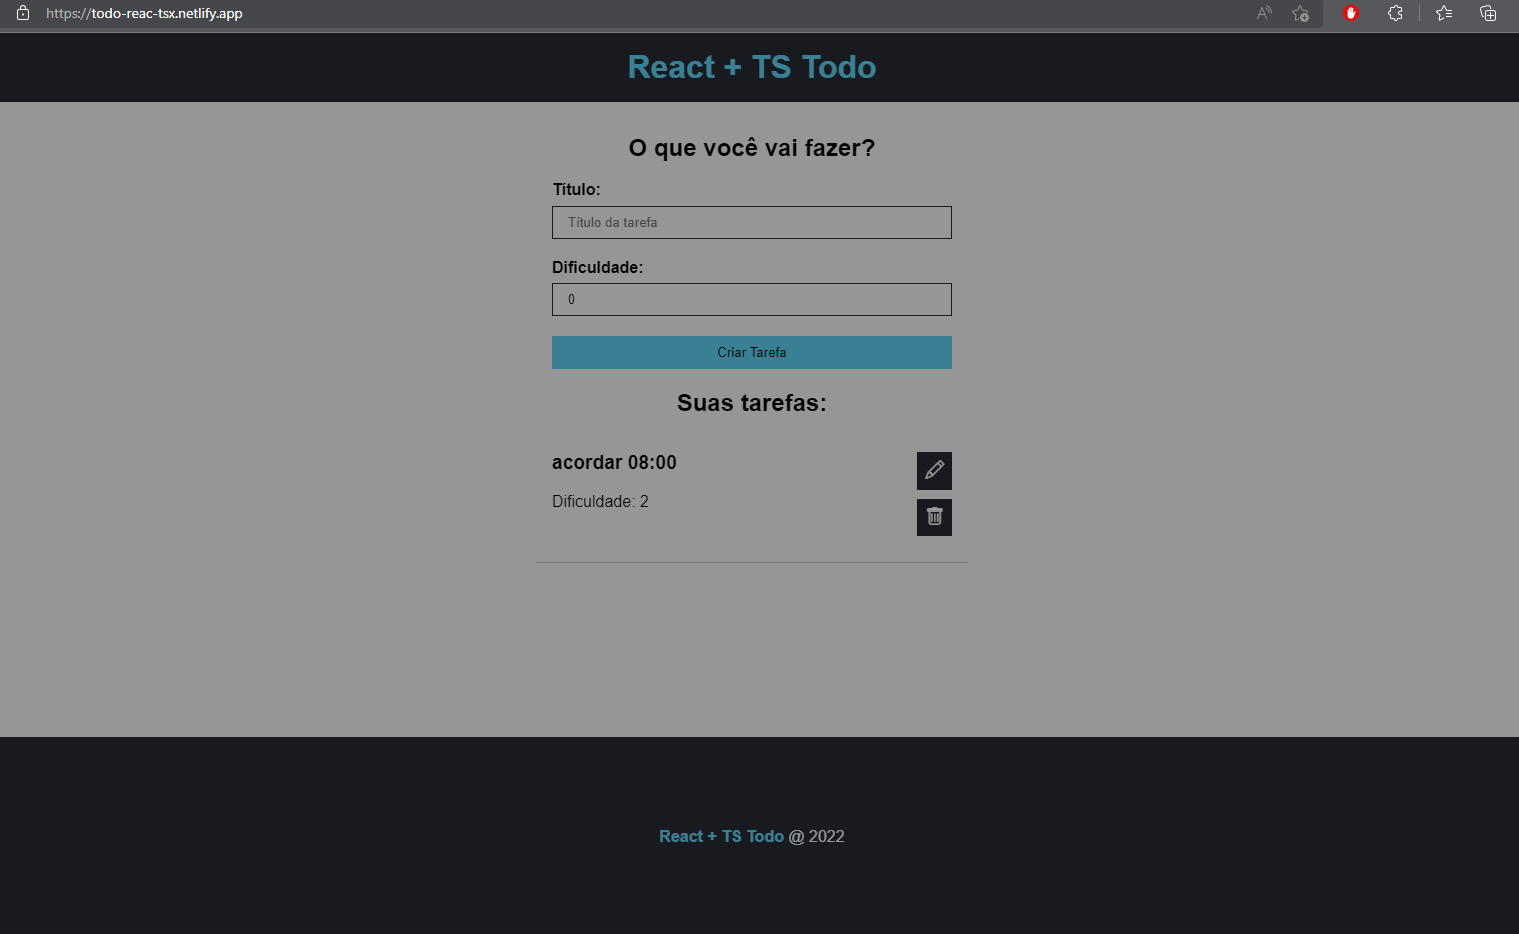 https://todo-reac-tsx.netlify.app
React + TS Todo
O que você vai fazer?
Título:
Título da tarefa
Dificuldade:
0
Criar Tarefa
Suas tarefas:
acordar 08:00
Dificuldade: 2
React + TS Todo @ 2022